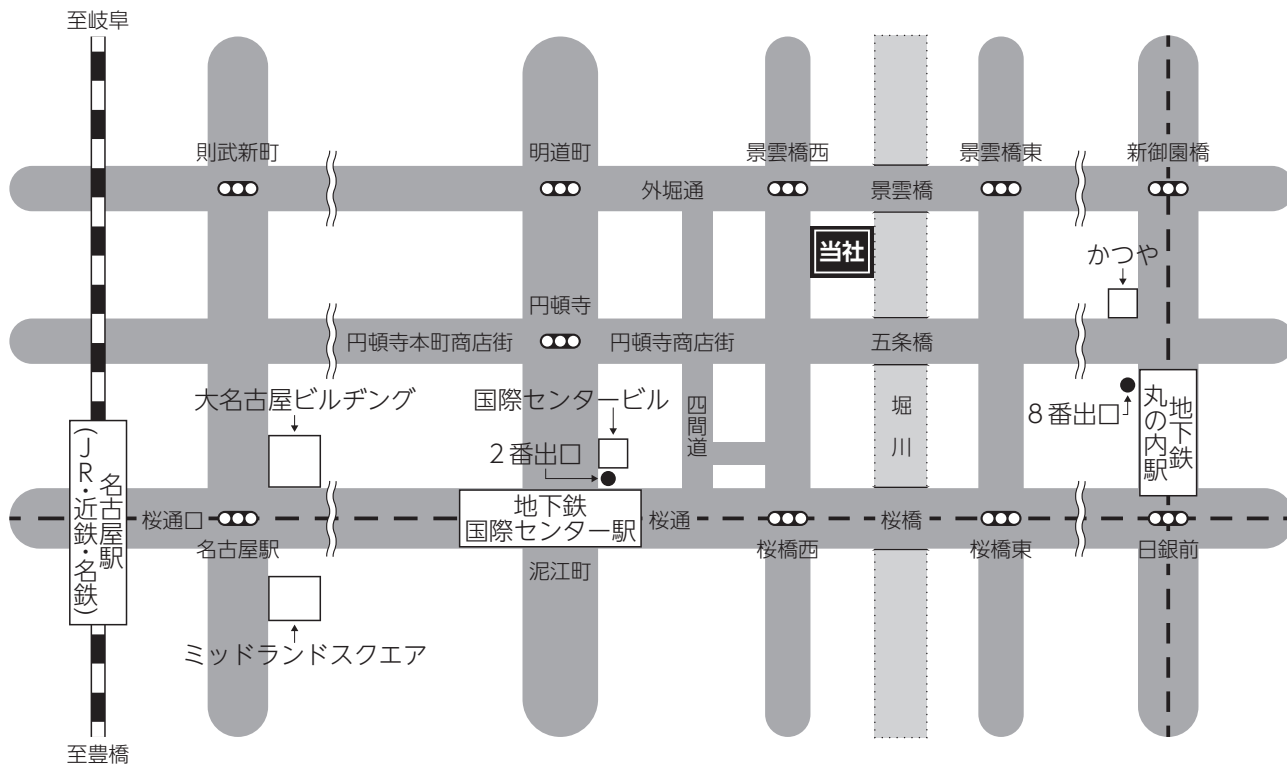 至岐阜
則武新町
明道町
景雲橋西
景雲橋東
新御園橋
外堀通
景雲橋
当社
かつや
円頓寺
円頓寺本町商店街
円頓寺商店街
五条橋
大名古屋ビルヂング
国際センタービル
四間道
堀川
8番出口
地下鉄
丸の内駅
2番出口
名古屋駅
(JR・近鉄・名鉄)
桜通口
地下鉄
国際センター駅
桜通
桜橋
名古屋駅
泥江町
桜橋西
桜橋東
日銀前
ミッドランドスクエア
至豊橋